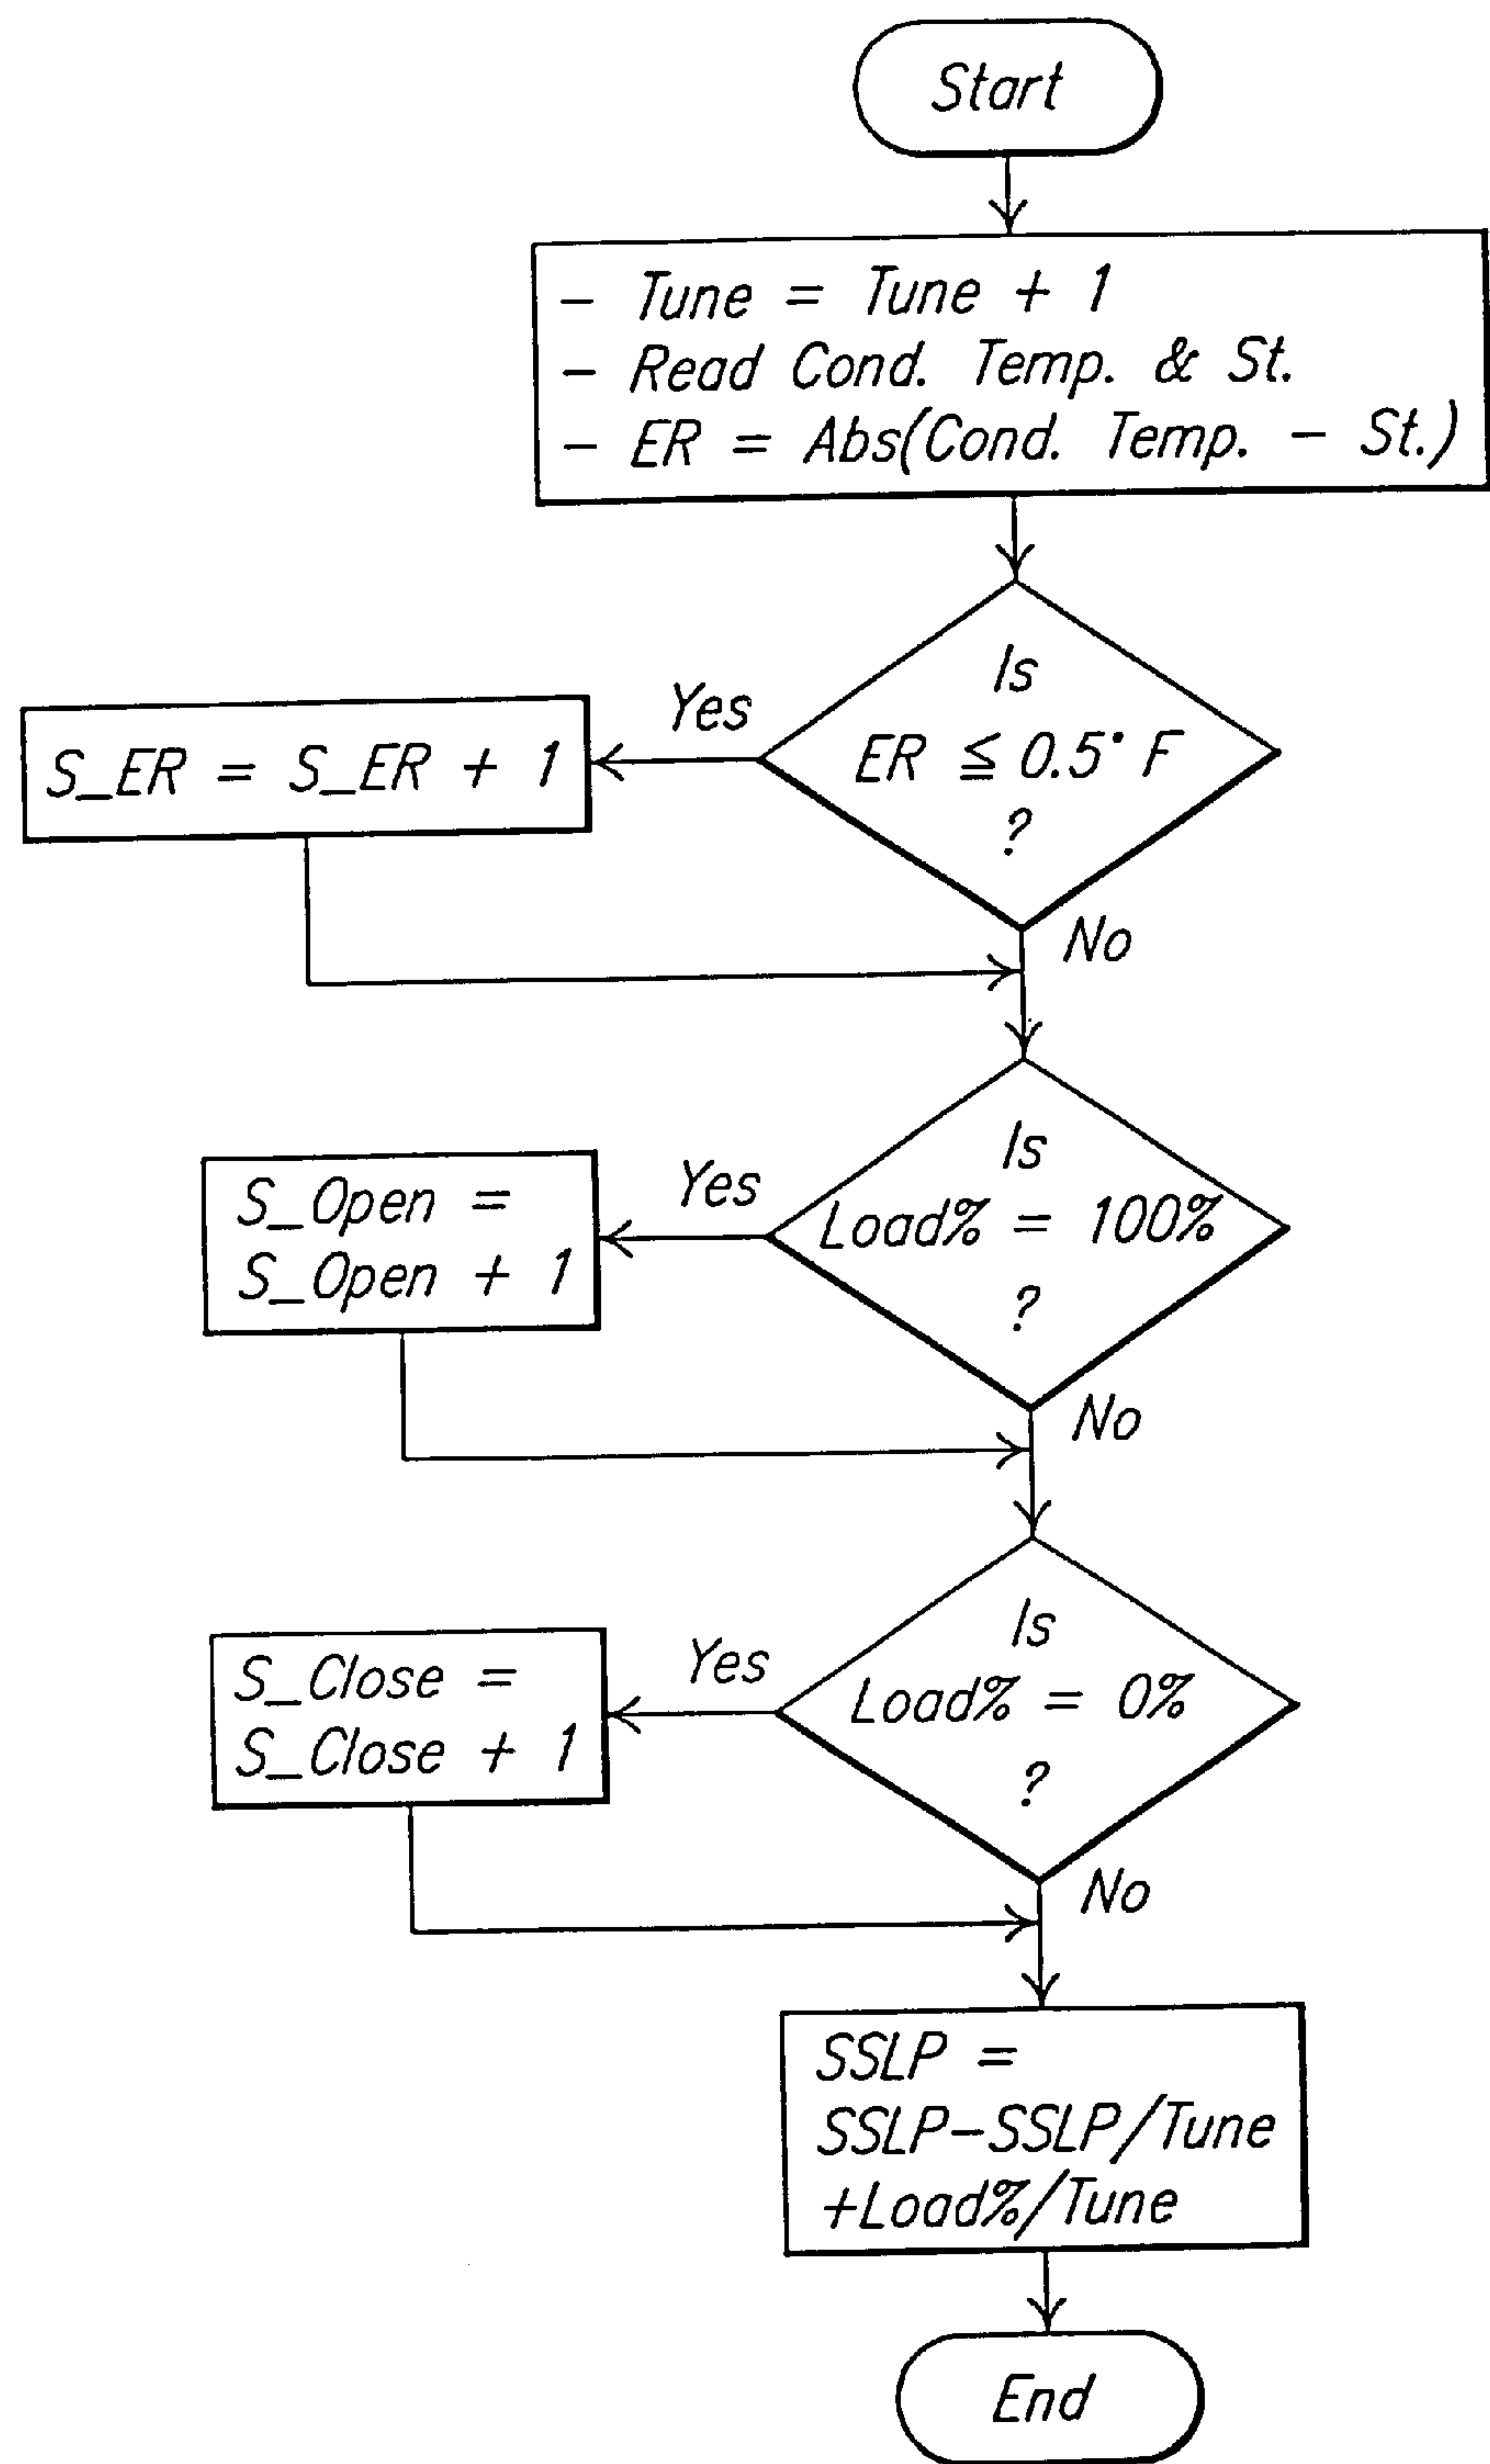 Start
- Tune = Tune + 1
- Read Cond. Temp. & St.
- ER = Abs(Cond. Temp. - St.)
Is
ER ≦ 0.5° F
?
Yes
S_ER = S_ER + 1
No
Is
Load% = 100%
?
Yes
S_Open =
S_Open + 1
No
Is
Load% = 0%
?
Yes
S_Close =
S_Close + 1
No
SSLP =
SSLP-SSLP/Tune
+Load%/Tune
End